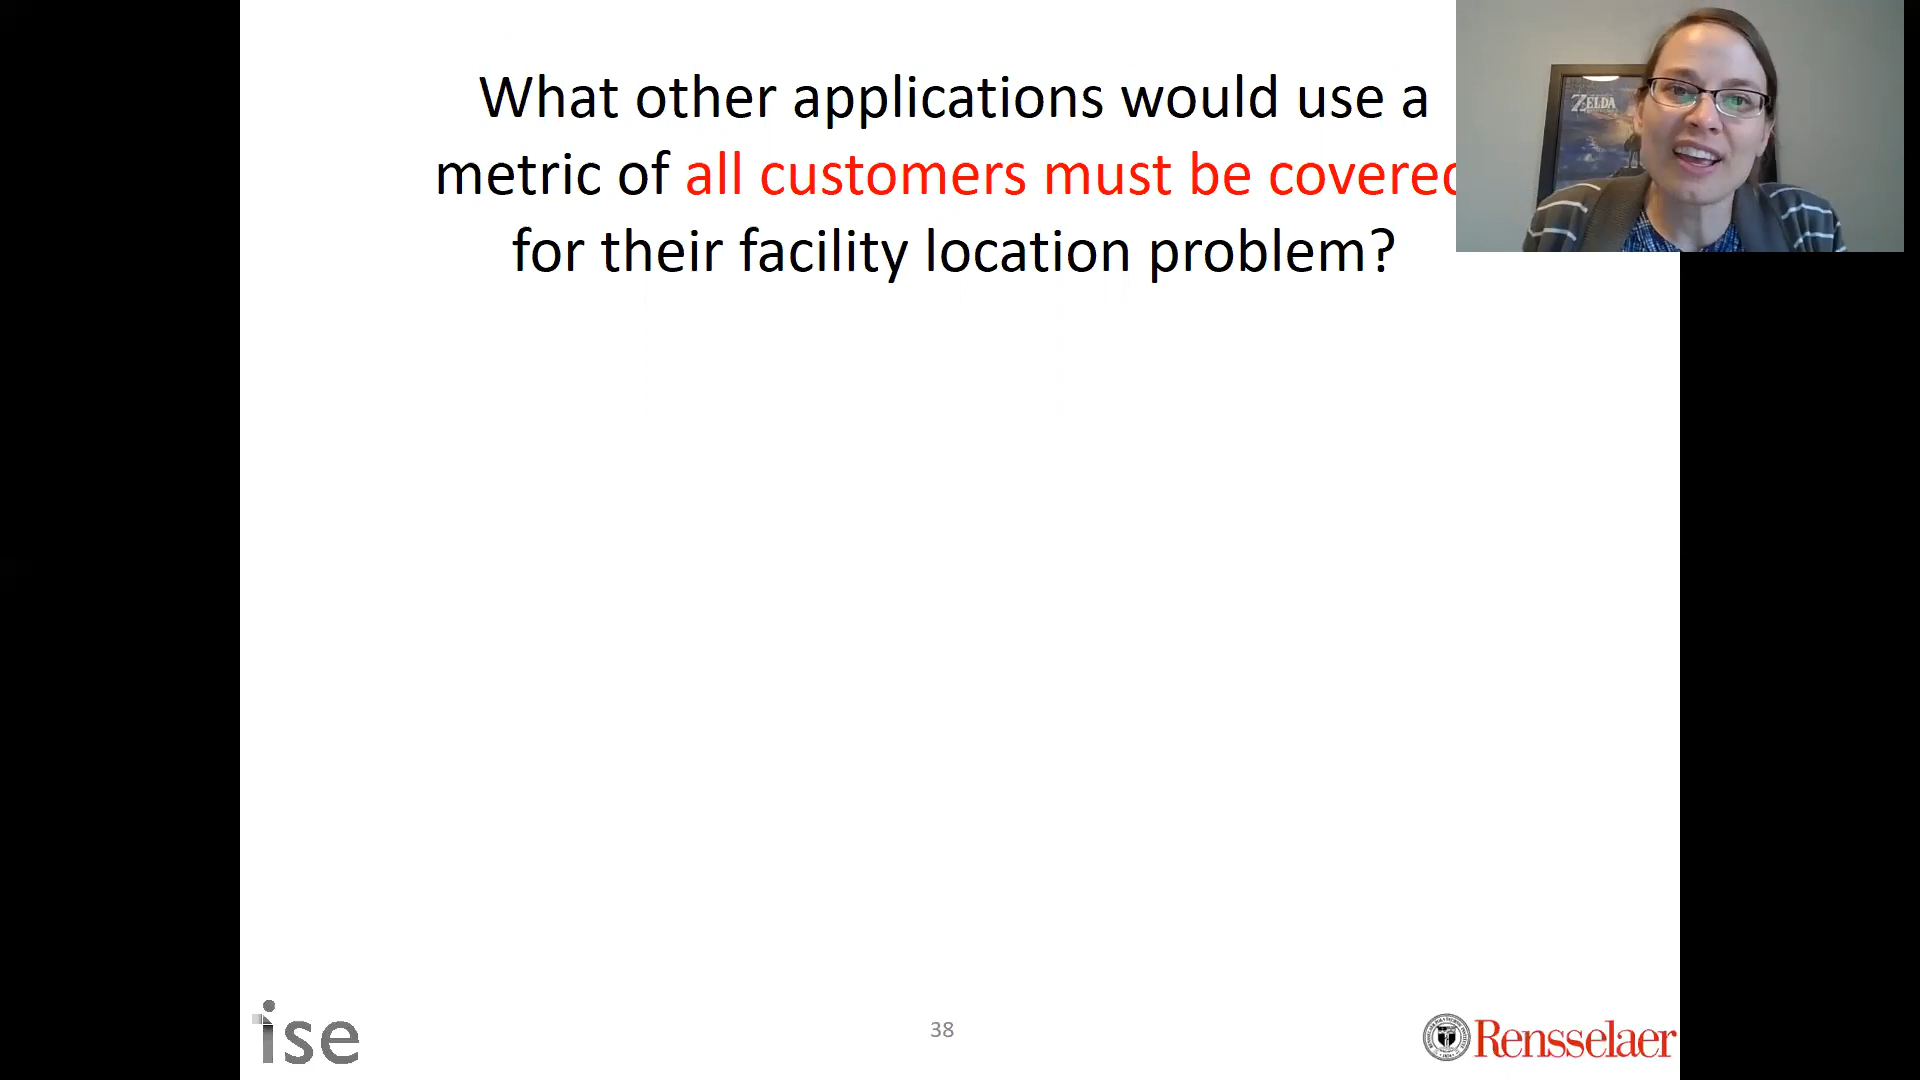 What other applications would use a
metric of all customers must be covered
for their facility location problem?
ZELDA
ise
38
Rensselaer